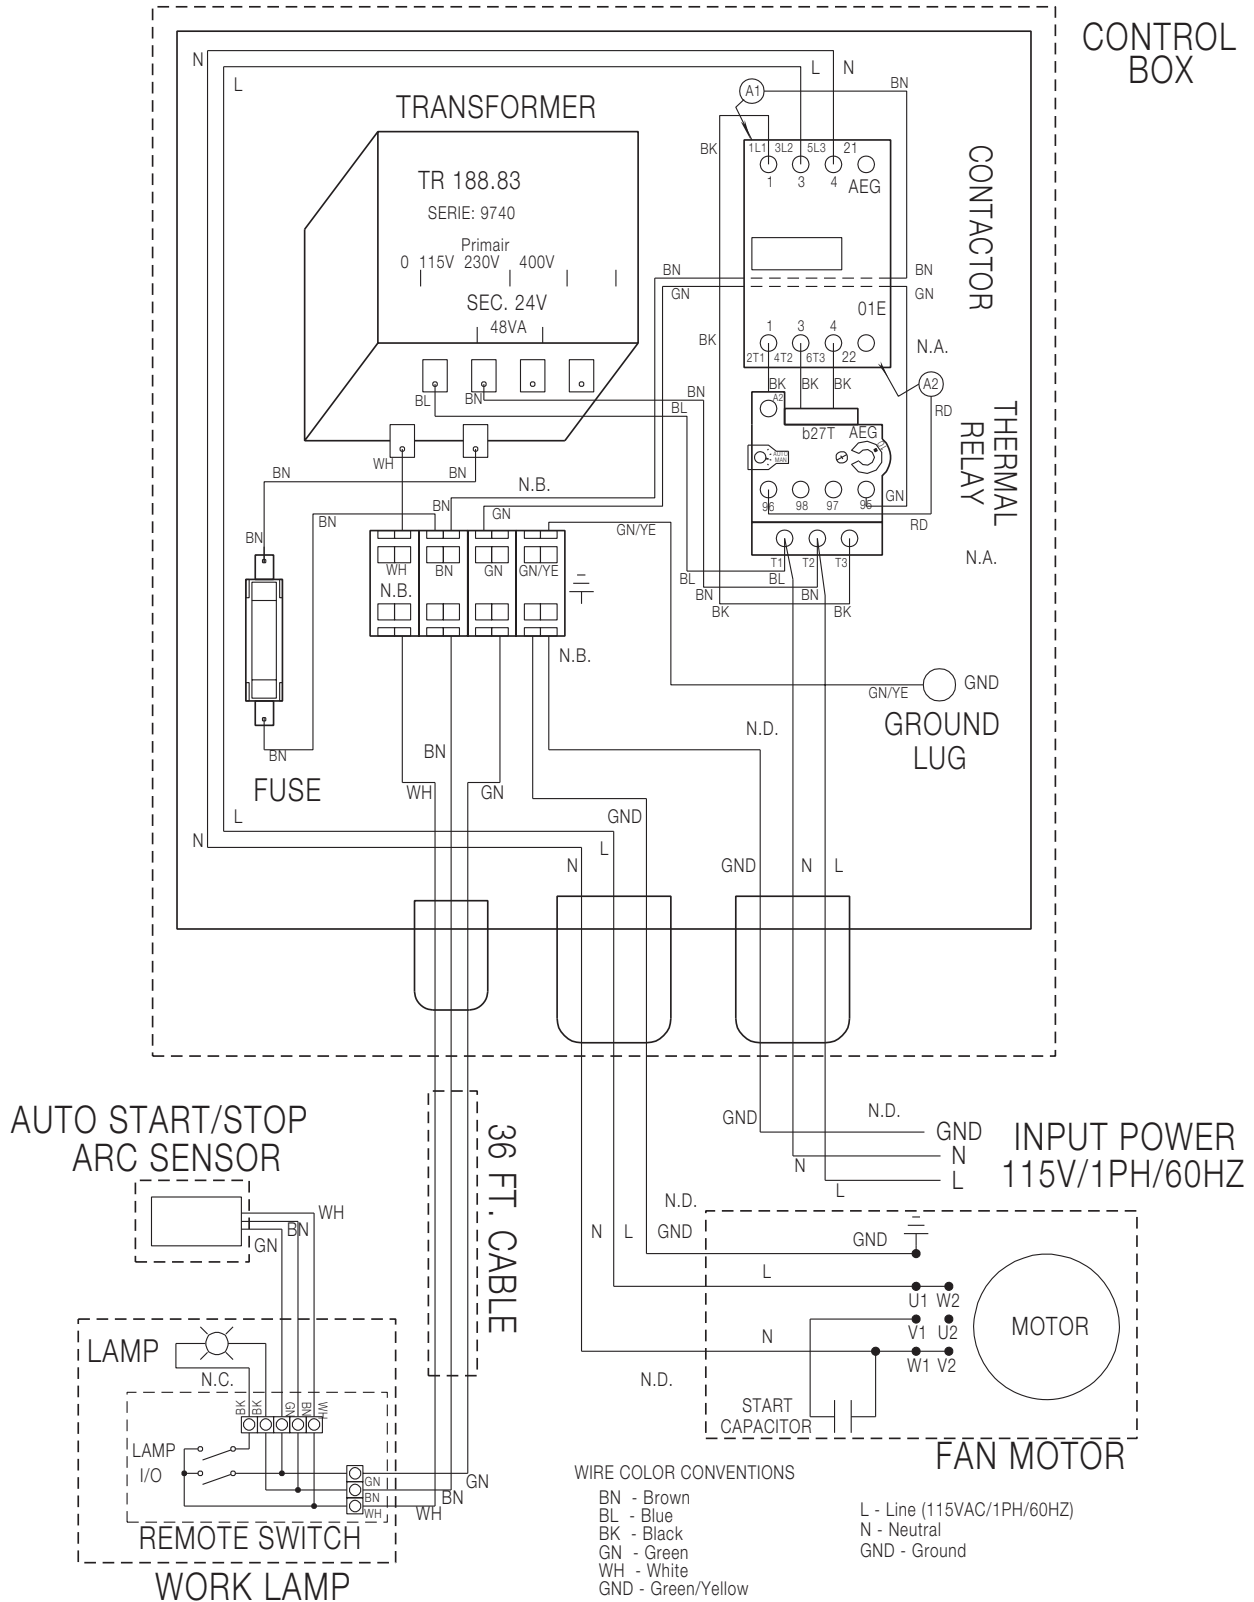 CONTROL
BOX
N
L
L
N
BN
A1
TRANSFORMER
BK
1L1
3L2
5L3
21
1
3
4
AEG
CONTACTOR
TR 188.83
SERIE: 9740
Primair
0 115V 230V 400V
SEC. 24V
48VA
BN
GN
BN
GN
01E
BK
1
3
4
2T1
4T2
6T3
22
N.A.
A2
BK
BK
BK
BL
BN
BN
BL
A2
RD
b27T
AEG
AUTO
MAN
THERMAL
RELAY
WH
BN
BN
N.B.
BN
GN
BN
GN
96
98
97
95
RD
GN/YE
BN
WH
BN
GN
GN/YE
N.B.
T1
T2
T3
N.A.
BL
BL
BN
BN
BK
BK
N.B.
GN/YE
GND
GROUND
LUG
N.D.
BN
BN
FUSE
WH
GN
L
GND
N
L
N
GND
N
L
AUTO START/STOP
ARC SENSOR
36 FT. CABLE
GND
N.D.
GND
N
L
N
L
INPUT POWER
115V/1PH/60HZ
WH
BN
GN
N.D.
N
L
GND
GND
L
U1 W2
V1 U2
W1 V2
MOTOR
N
N.D.
START
CAPACITOR
FAN MOTOR
LAMP
N.C.
BK
BK
GN
BN
WH
LAMP
I/O
GN
BN
WH
GN
BN
WH
REMOTE SWITCH
WORK LAMP
WIRE COLOR CONVENTIONS
BN - Brown
BL - Blue
BK - Black
GN - Green
WH - White
GND - Green/Yellow
L - Line (115VAC/1PH/60HZ)
N - Neutral
GND - Ground